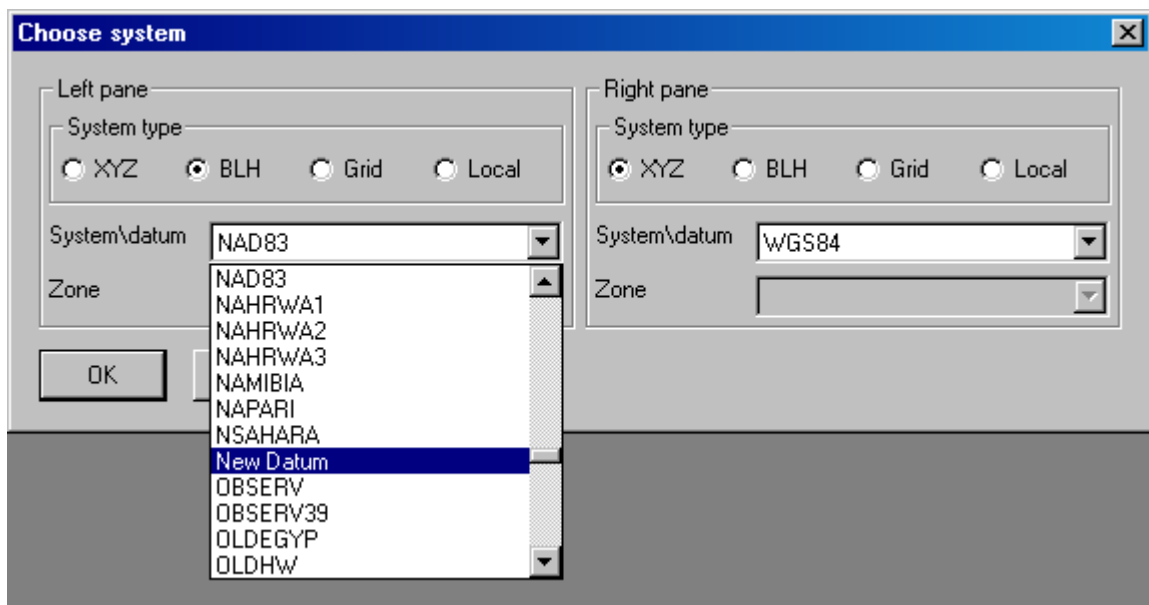 Choose system
Left pane
System type
XYZ BLH Grid Local
System\datum NAD83
Zone
NAD83
NAHRWA1
NAHRWA2
NAHRWA3
NAMIBIA
NAPARI
NSAHARA
New Datum
OBSERV
OBSERV39
OLDEGYP
OLDHW
Right pane
System type
XYZ BLH Grid Local
System\datum WGS84
Zone
OK